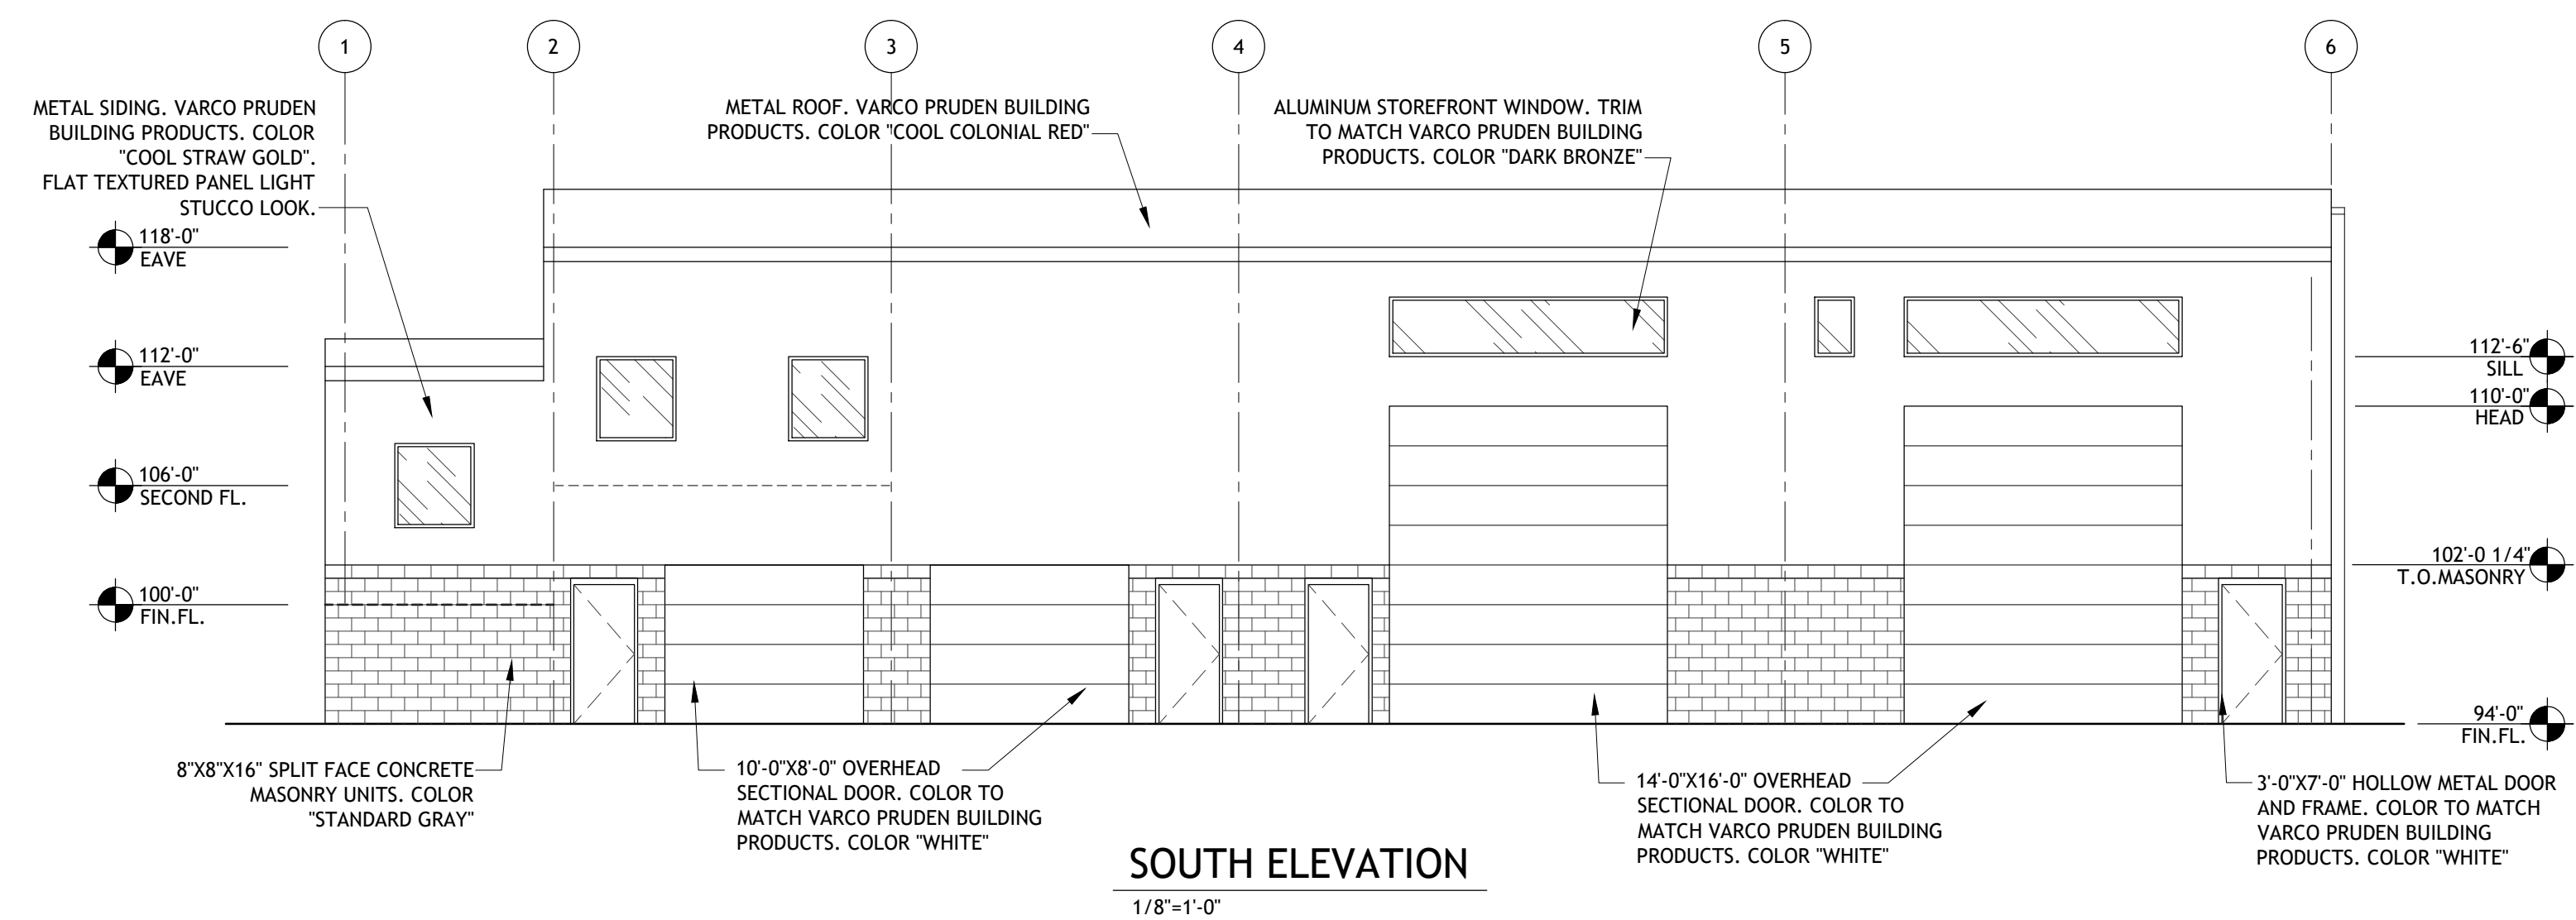 1
2
3
4
5
6
METAL SIDING. VARCO PRUDEN
BUILDING PRODUCTS. COLOR
"COOL STRAW GOLD".
FLAT TEXTURED PANEL LIGHT
STUCCO LOOK.
METAL ROOF. VARCO PRUDEN BUILDING
PRODUCTS. COLOR "COOL COLONIAL RED"
ALUMINUM STOREFRONT WINDOW. TRIM
TO MATCH VARCO PRUDEN BUILDING
PRODUCTS. COLOR "DARK BRONZE"
118'-0"
EAVE
112'-0"
EAVE
106'-0"
SECOND FL.
100'-0"
FIN.FL.
112'-6"
SILL
110'-0"
HEAD
102'-0 1/4"
T.O.MASONRY
94'-0"
FIN.FL.
8"X8"X16" SPLIT FACE CONCRETE
MASONRY UNITS. COLOR
"STANDARD GRAY"
10'-0"X8'-0" OVERHEAD
SECTIONAL DOOR. COLOR TO
MATCH VARCO PRUDEN BUILDING
PRODUCTS. COLOR "WHITE"
14'-0"X16'-0" OVERHEAD
SECTIONAL DOOR. COLOR TO
MATCH VARCO PRUDEN BUILDING
PRODUCTS. COLOR "WHITE"
3'-0"X7'-0" HOLLOW METAL DOOR
AND FRAME. COLOR TO MATCH
VARCO PRUDEN BUILDING
PRODUCTS. COLOR "WHITE"
SOUTH ELEVATION
1/8"=1'-0"